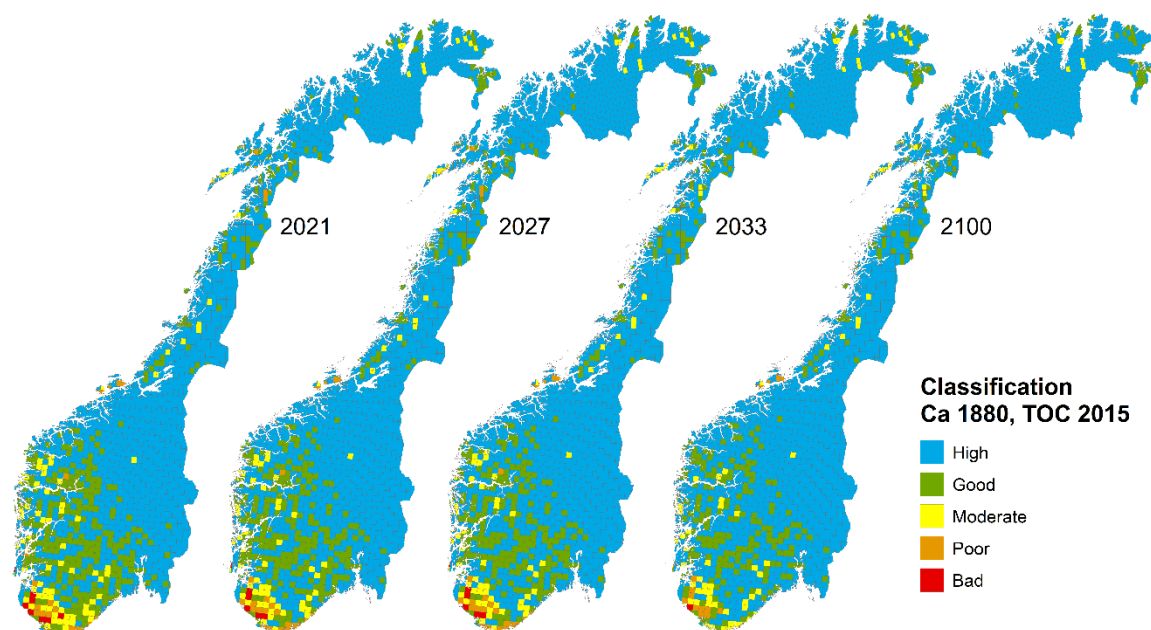 2021
2027
2033
2100
Classification
Ca 1880, TOC 2015
High
Good
Moderate
Poor
Bad